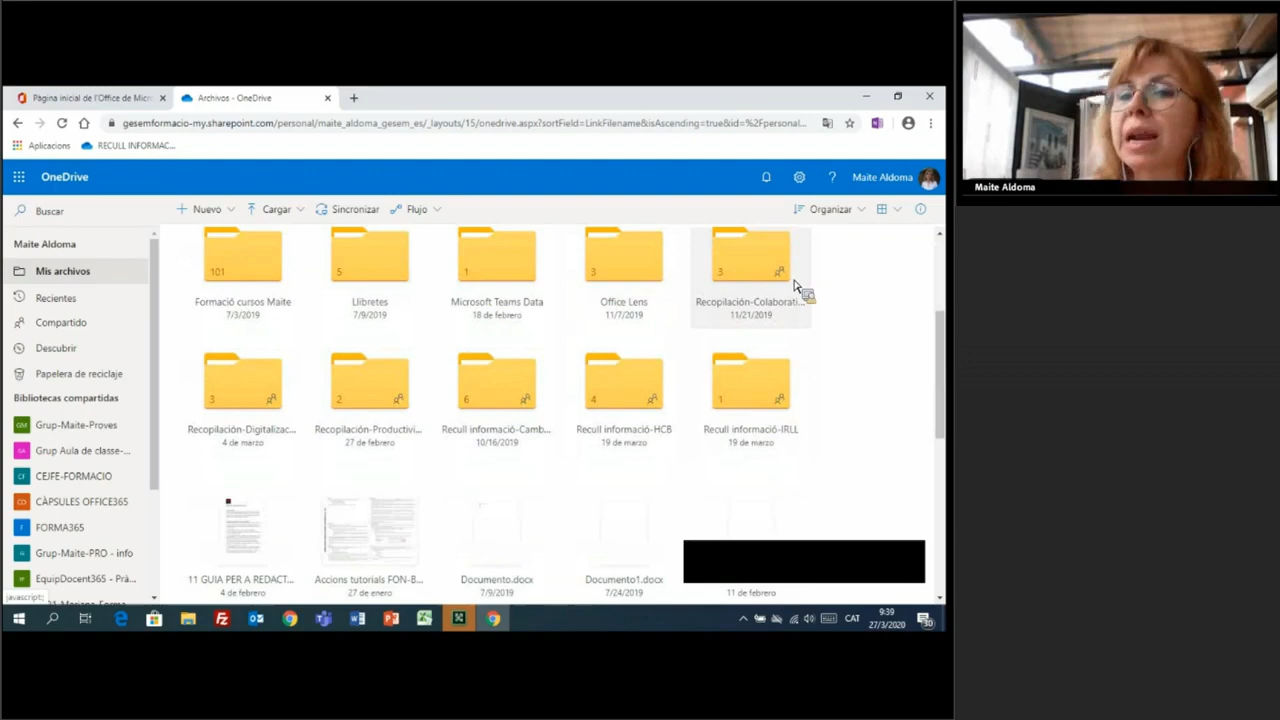 Página inicial de l'Office de Micr
Archivos - OneDrive
gesemformacio-my.sharepoint.com/personal/maite_aldoma_gesem_es/_layouts/15/onedrive.aspx?sortField=LinkFilename&isAscending=true&id=%2Fpersonal...
Aplicacions
RECULL INFORMAC...
OneDrive
Maite Aldoma
Buscar
Nuevo
Cargar
Sincronizar
Flujo
Organizar
Maite Aldoma
Mis archivos
Recientes
Compartido
Descubrir
Papelera de reciclaje
Bibliotecas compartidas
GM Grup-Maite-Proves
GA Grup Aula de classe-...
CF CEJFE-FORMACIO
CO CÀPSULES OFFICE365
F FORMA365
Grup-Maite-PRO - info
EquipDocent365 - Prà...
javascript:
101 5 1 3 3
Formació cursos Maite Llibretes Microsoft Teams Data Office Lens Recopilación-Colaborati...
7/3/2019 7/9/2019 18 de febrero 11/7/2019 11/21/2019
3 2 6 4 1
Recopilación-Digitalizac... Recopilación-Productivi... Recull informació-Camb... Recull informació-HCB Recull informació-IRLL
4 de marzo 27 de febrero 10/16/2019 19 de marzo 19 de marzo
11 GUIA PER A REDACT... Accions tutorials FON-B... Documento.docx Documento1.docx
4 de febrero 27 de enero 7/9/2019 7/24/2019 11 de febrero
CAT
9:39
27/3/2020
30
Maite Aldoma